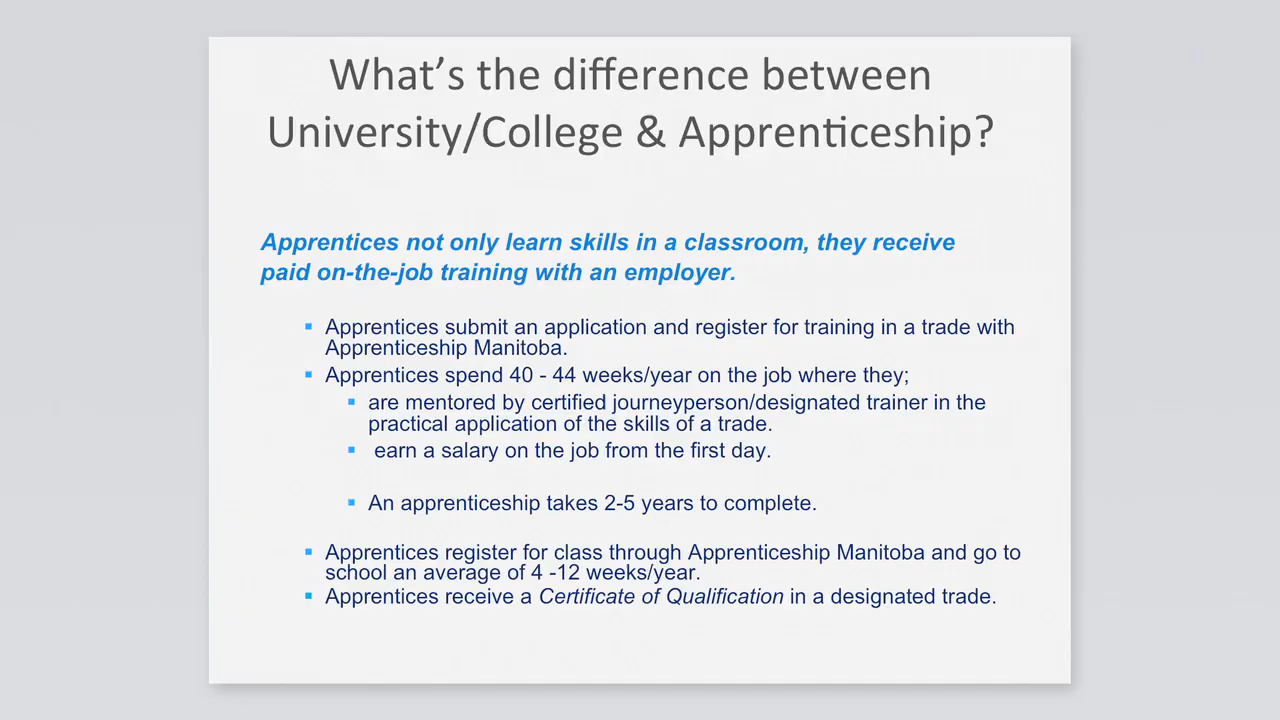 What’s the difference between
University/College & Apprenticeship?
Apprentices not only learn skills in a classroom, they receive
paid on-the-job training with an employer.
▪ Apprentices submit an application and register for training in a trade with
Apprenticeship Manitoba.
▪ Apprentices spend 40 - 44 weeks/year on the job where they;
▪ are mentored by certified journeyperson/designated trainer in the
practical application of the skills of a trade.
▪ earn a salary on the job from the first day.
▪ An apprenticeship takes 2-5 years to complete.
▪ Apprentices register for class through Apprenticeship Manitoba and go to
school an average of 4 -12 weeks/year.
▪ Apprentices receive a Certificate of Qualification in a designated trade.